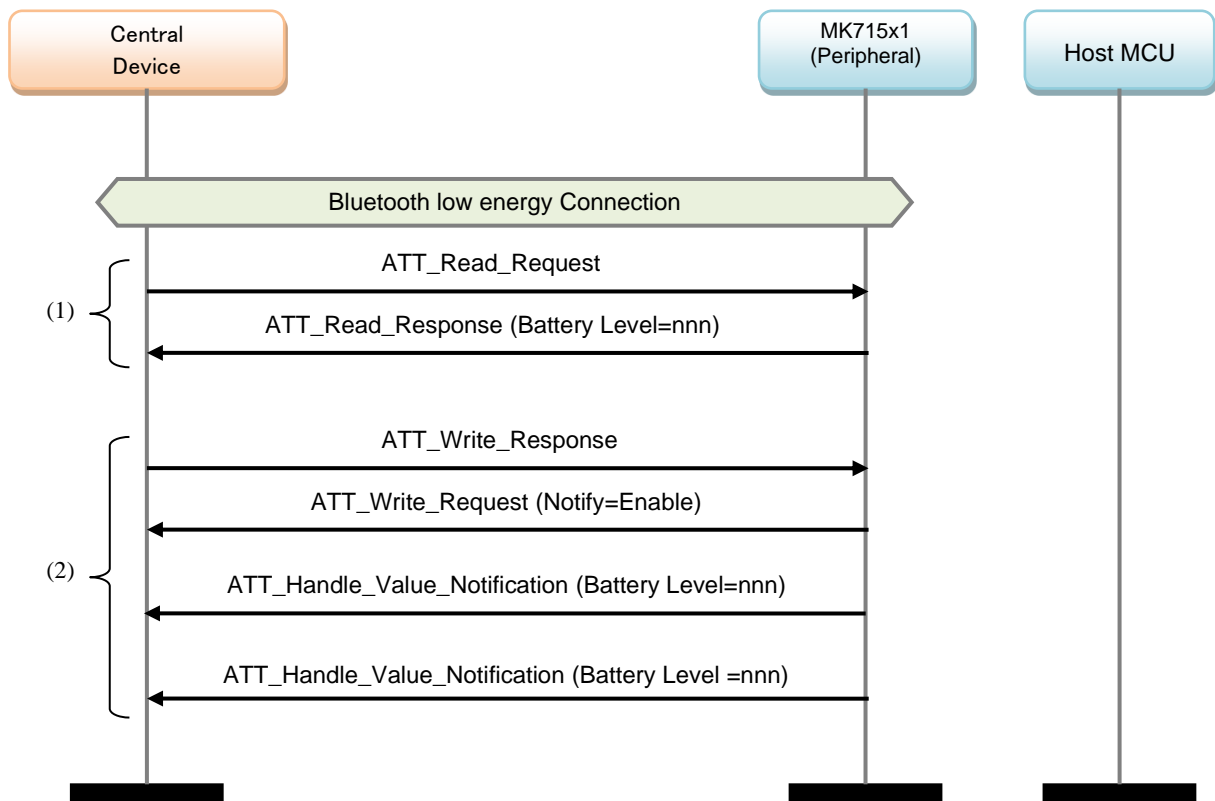 Central
Device
MK715x1
(Peripheral)
Host MCU
Bluetooth low energy Connection
ATT_Read_Request
(1)
ATT_Read_Response (Battery Level=nnn)
ATT_Write_Response
ATT_Write_Request (Notify=Enable)
(2)
ATT_Handle_Value_Notification (Battery Level=nnn)
ATT_Handle_Value_Notification (Battery Level =nnn)